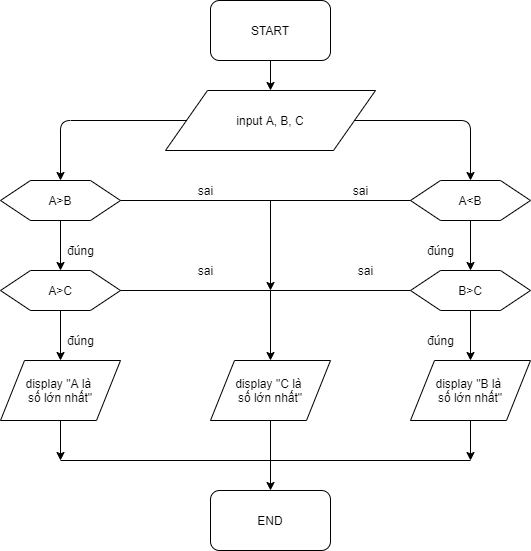 START
input A, B, C
sai
sai
A>B
A<B
đúng
đúng
sai
sai
A>C
B>C
đúng
đúng
display "A là
số lớn nhất"
display "C là
số lớn nhất"
display "B là
số lớn nhất"
END